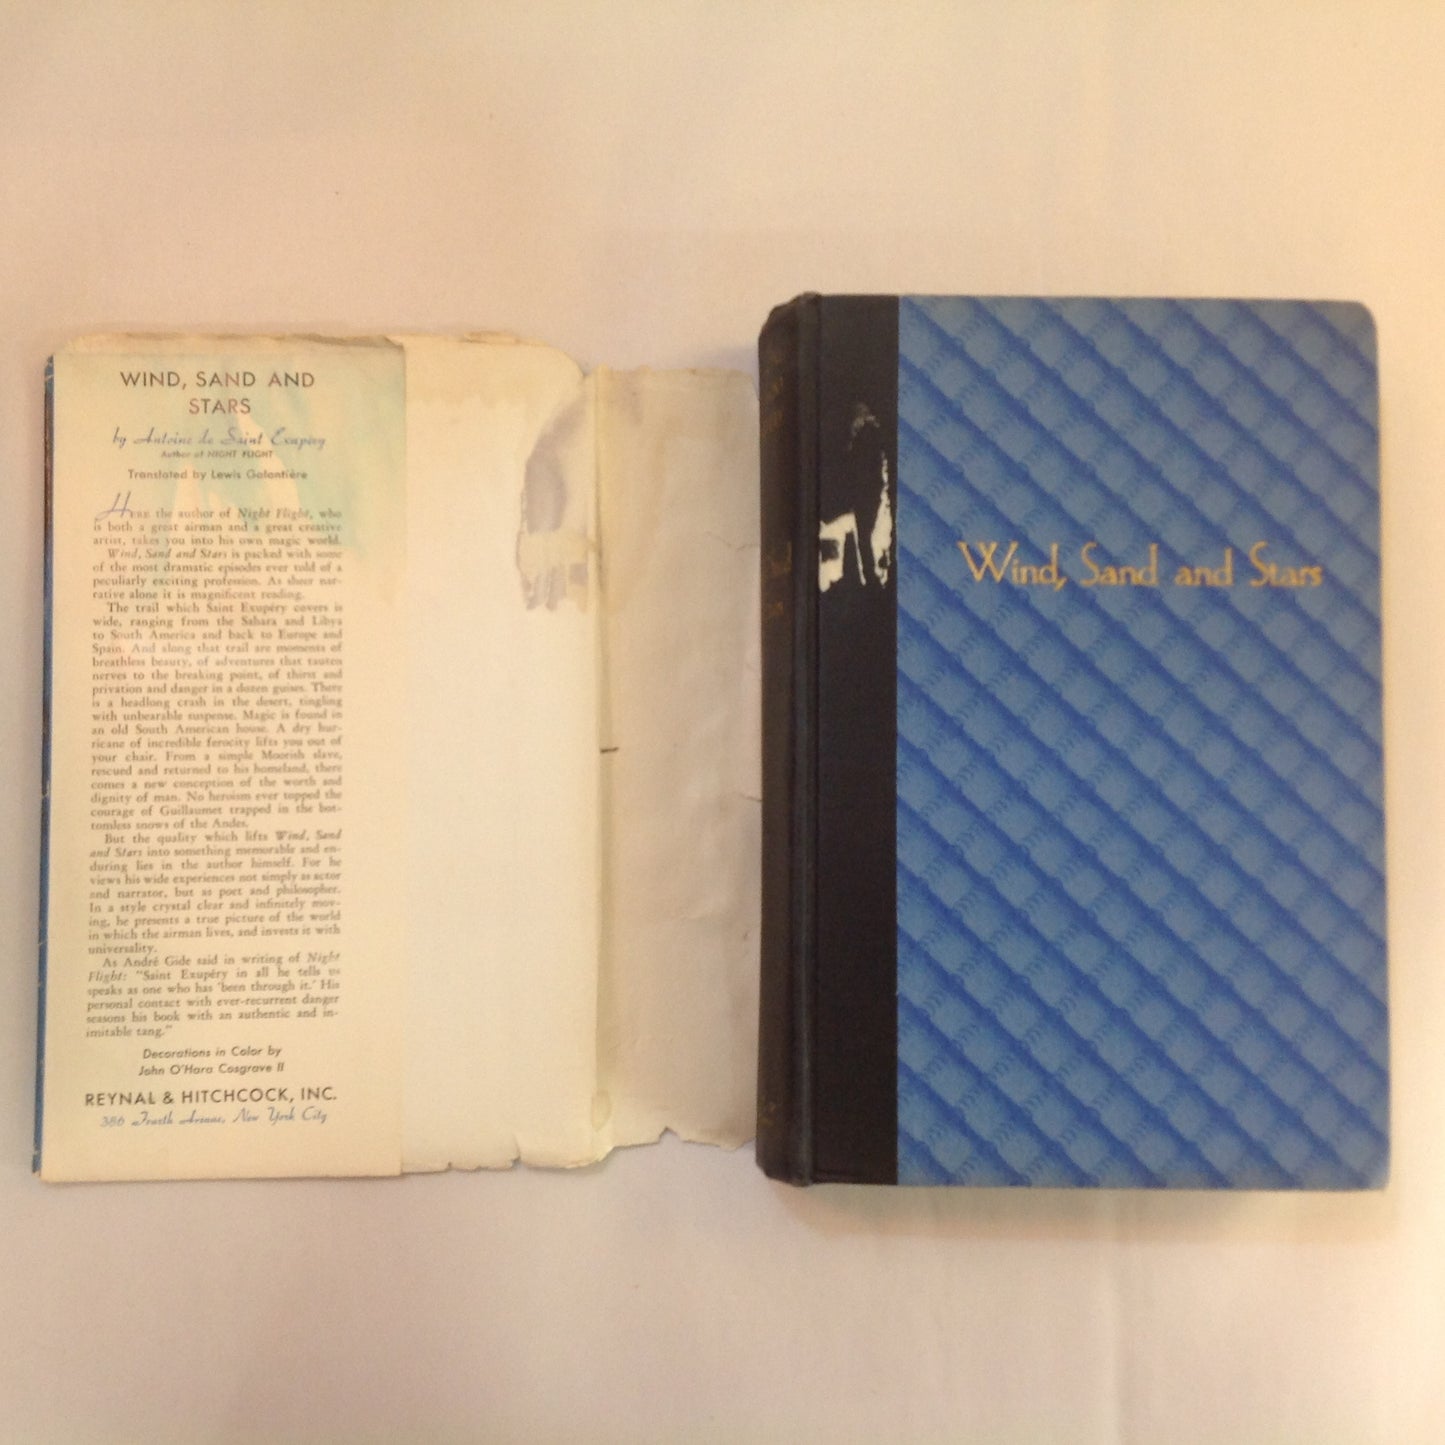 WIND, SAND AND
STARS
by Antoine de Saint Exupéry
Author of NIGHT FLIGHT
Translated by Lewis Galantière
HERE the author of Night Flight, who
is both a great airman and a great creative
artist, takes you into his own magic world.
Wind, Sand and Stars is packed with some
of the most dramatic episodes ever told of a
peculiarly exciting profession. As sheer nar-
rative alone it is magnificent reading.
The trail which Saint Exupéry covers is
wide, ranging from the Sahara and Libya
to South America and back to Europe and
Spain. And along that trail are moments of
breathless beauty, of adventures that tauten
nerves to the breaking point, of thirst and
privation and danger in a dozen guises. There
is a headlong crash in the desert, tingling
with unbearable suspense. Magic is found in
an old South American house. A dry hur-
ricane of incredible ferocity lifts you out of
your chair. From a simple Moorish slave,
rescued and returned to his homeland, there
comes a new conception of the worth and
dignity of man. No heroism ever topped the
courage of Guillaumet trapped in the bot-
tomless snows of the Andes.
But the quality which lifts Wind, Sand
and Stars into something memorable and en-
during lies in the author himself. For he
views his wide experiences not simply as actor
and narrator, but as poet and philosopher.
In a style crystal clear and infinitely mov-
ing, he presents a true picture of the world
in which the airman lives, and invests it with
universality.
As André Gide said in writing of Night
Flight: "Saint Exupéry in all he tells us
speaks as one who has 'been through it.' His
personal contact with ever-recurrent danger
seasons his book with an authentic and in-
imitable tang."
Decorations in Color by
John O'Hara Cosgrave II
REYNAL & HITCHCOCK, INC.
386 Fourth Avenue, New York City
Wind, Sand and Stars